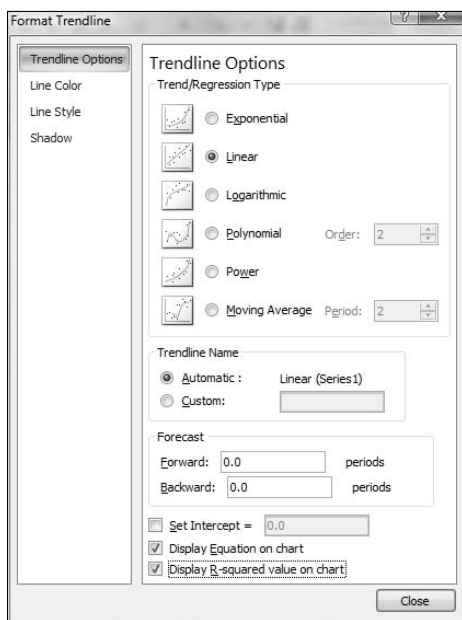 Format Trendline
Trendline Options
Line Color
Line Style
Shadow
Trendline Options
Trend/Regression Type
Exponential
Linear
Logarithmic
Polynomial Order: 2
Power
Moving Average Period: 2
Trendline Name
Automatic : Linear (Series1)
Custom:
Forecast
Forward: 0.0 periods
Backward: 0.0 periods
Set Intercept = 0.0
Display Equation on chart
Display R-squared value on chart
Close